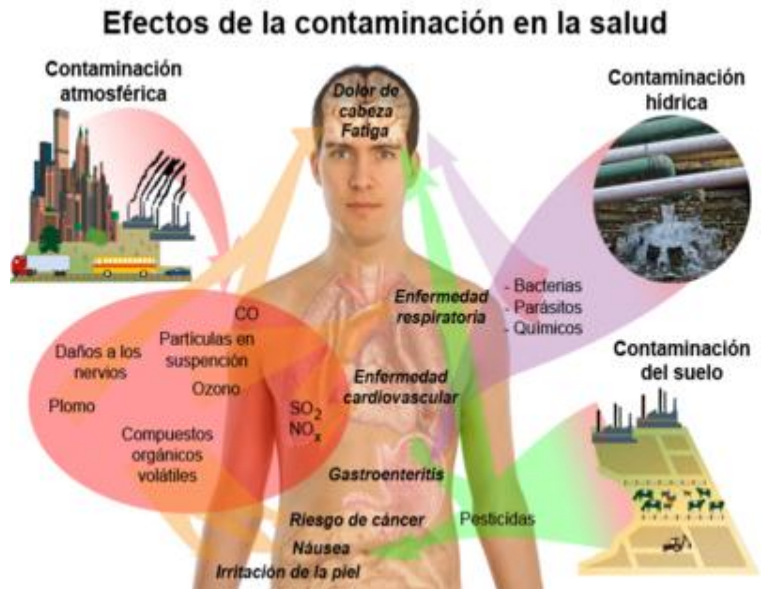 Efectos de la contaminación en la salud
Contaminación
atmosférica
Dolor de
cabeza
Fatiga
Contaminación
hídrica
- Bacterias
- Parásitos
- Químicos
CO
Partículas en
suspención
Daños a los
nervios
Ozono
Plomo
SO₂
NOₓ
Compuestos
orgánicos
volátiles
Enfermedad
respiratoria
Enfermedad
cardiovascular
Gastroenteritis
Riesgo de cáncer
Náusea
Irritación de la piel
Contaminación
del suelo
Pesticidas